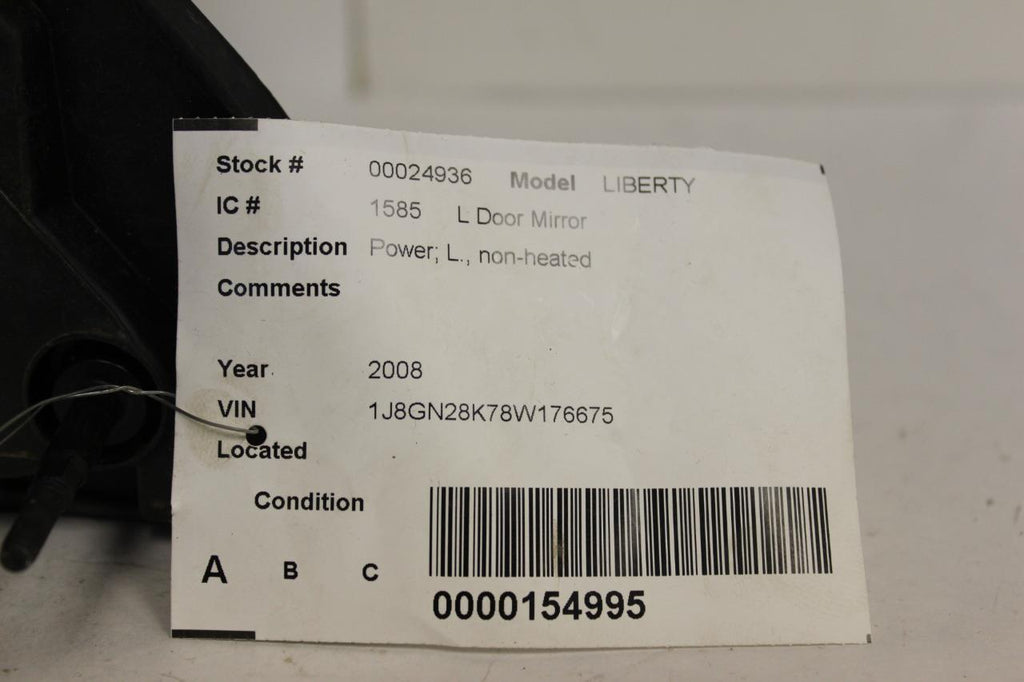 Stock # 00024936 Model LIBERTY
IC # 1585 L Door Mirror
Description Power; L., non-heated
Comments
Year 2008
VIN 1J8GN28K78W176675
Located
Condition
A B C
0000154995